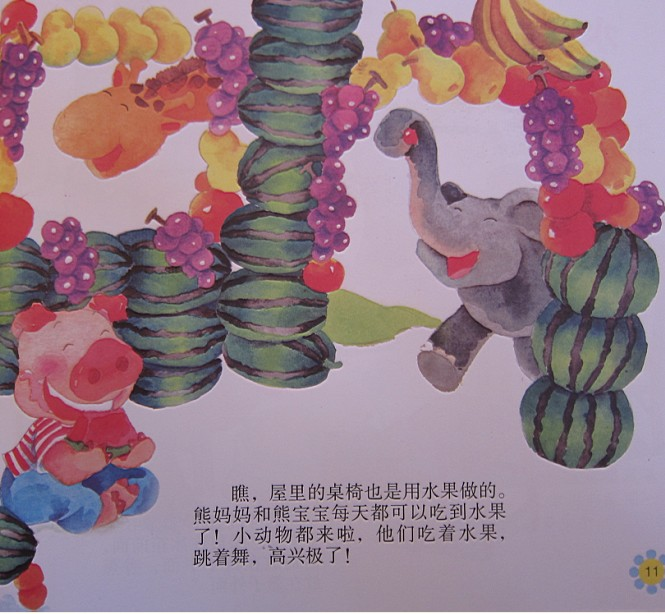 瞧，屋里的桌椅也是用水果做的。
熊妈妈和熊宝宝每天都可以吃到水果
了！小动物都来啦，他们吃着水果，
跳着舞，高兴极了！
11